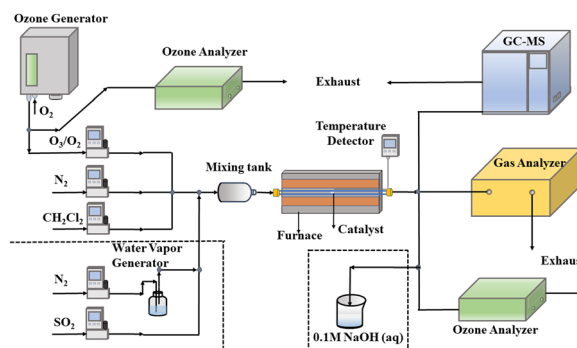 Ozone Generator
Ozone Analyzer
GC-MS
O₂
Exhaust
Temperature
Detector
O₃/O₂
Mixing tank
Gas Analyzer
N₂
CH₂Cl₂
Furnace
Catalyst
Water Vapor
Generator
Exhaus
N₂
SO₂
0.1M NaOH (aq)
Ozone Analyzer